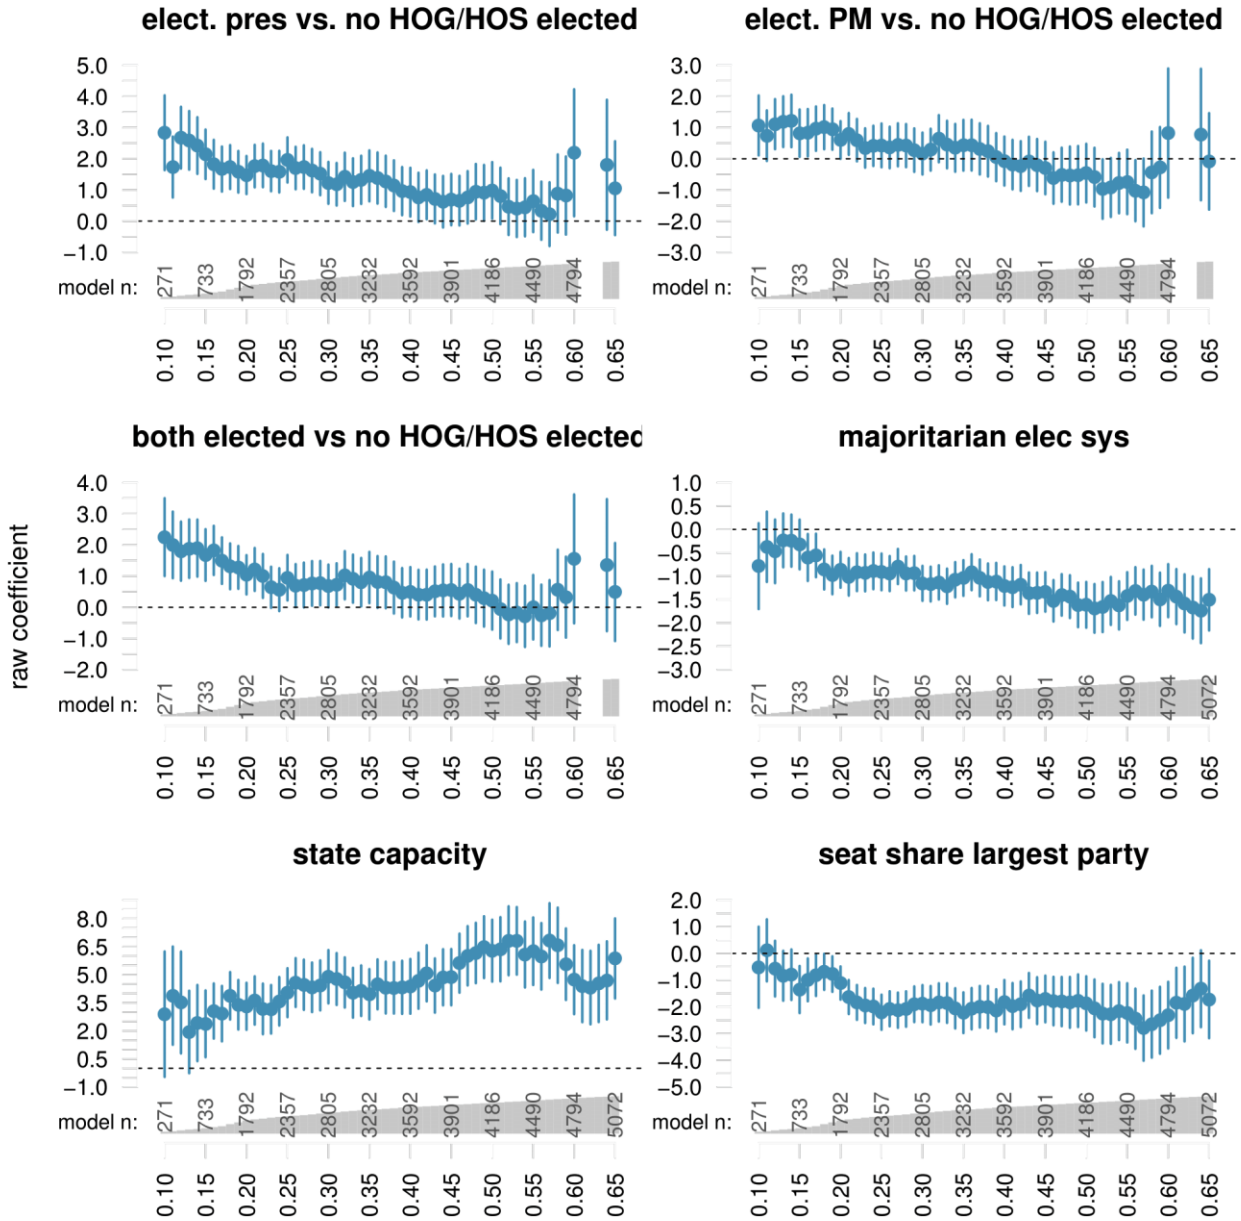 elect. pres vs. no HOG/HOS elected
5.0
4.0
3.0
2.0
1.0
0.0
−1.0
model n:
271 733 1792 2357 2805 3232 3592 3901 4186 4490 4794
0.10 0.15 0.20 0.25 0.30 0.35 0.40 0.45 0.50 0.55 0.60 0.65
elect. PM vs. no HOG/HOS elected
3.0
2.0
1.0
0.0
−1.0
−2.0
−3.0
model n:
271 733 1792 2357 2805 3232 3592 3901 4186 4490 4794
0.10 0.15 0.20 0.25 0.30 0.35 0.40 0.45 0.50 0.55 0.60 0.65
raw coefficient
both elected vs no HOG/HOS elected
4.0
3.0
2.0
1.0
0.0
−1.0
−2.0
model n:
271 733 1792 2357 2805 3232 3592 3901 4186 4490 4794
0.10 0.15 0.20 0.25 0.30 0.35 0.40 0.45 0.50 0.55 0.60 0.65
majoritarian elec sys
1.0
0.5
0.0
−0.5
−1.0
−1.5
−2.0
−2.5
−3.0
model n:
271 733 1792 2357 2805 3232 3592 3901 4186 4490 4794 5072
0.10 0.15 0.20 0.25 0.30 0.35 0.40 0.45 0.50 0.55 0.60 0.65
state capacity
8.0
6.5
5.0
3.5
2.0
0.5
−1.0
model n:
271 733 1792 2357 2805 3232 3592 3901 4186 4490 4794 5072
0.10 0.15 0.20 0.25 0.30 0.35 0.40 0.45 0.50 0.55 0.60 0.65
seat share largest party
2.0
1.0
0.0
−1.0
−2.0
−3.0
−4.0
−5.0
model n:
271 733 1792 2357 2805 3232 3592 3901 4186 4490 4794 5072
0.10 0.15 0.20 0.25 0.30 0.35 0.40 0.45 0.50 0.55 0.60 0.65